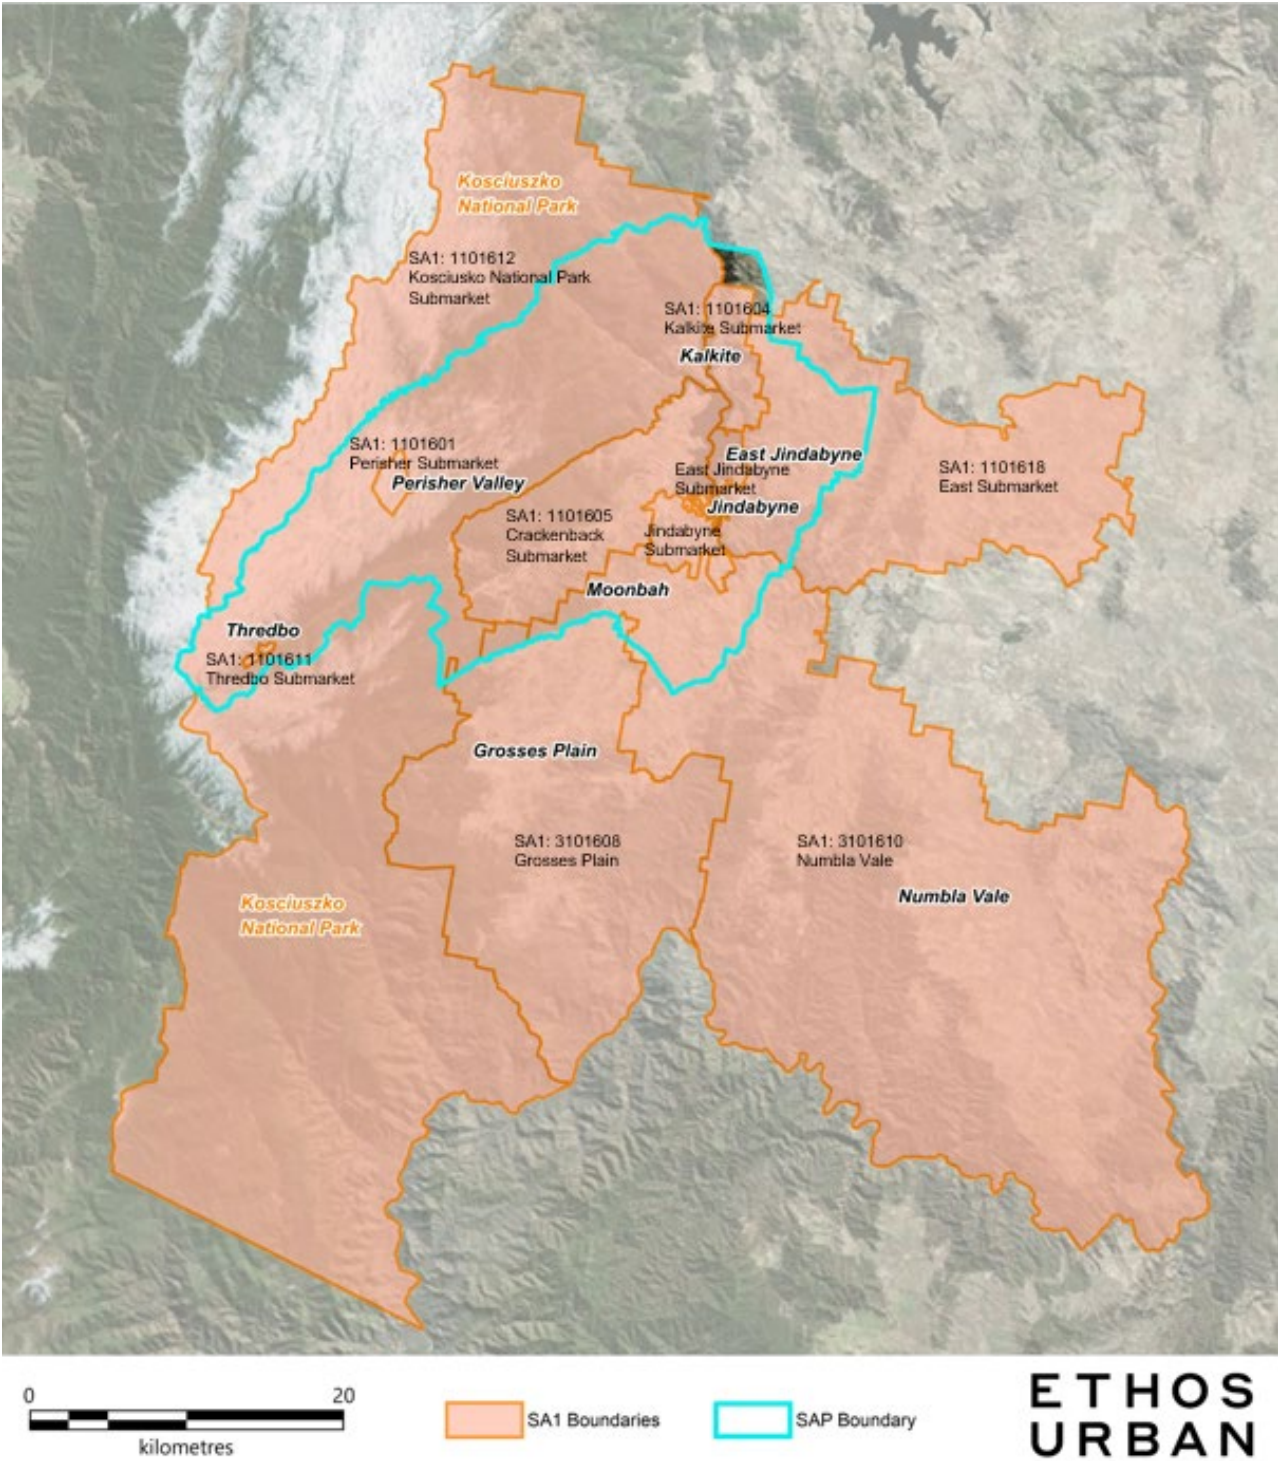 Kosciuszko
National Park
SA1: 1101612
Kosciusko National Park
Submarket
SA1: 1101604
Kalkite Submarket
Kalkite
SA1: 1101601
Perisher Submarket
Perisher Valley
East Jindabyne
East Jindabyne
Submarket
SA1: 1101618
East Submarket
Jindabyne
SA1: 1101605
Crackenback
Submarket
Jindabyne
Submarket
Moonbah
Thredbo
SA1: 1101611
Thredbo Submarket
Grosses Plain
SA1: 3101608
Grosses Plain
SA1: 3101610
Numbla Vale
Numbla Vale
Kosciuszko
National Park
0 20
kilometres
SA1 Boundaries
SAP Boundary
ETHOS
URBAN